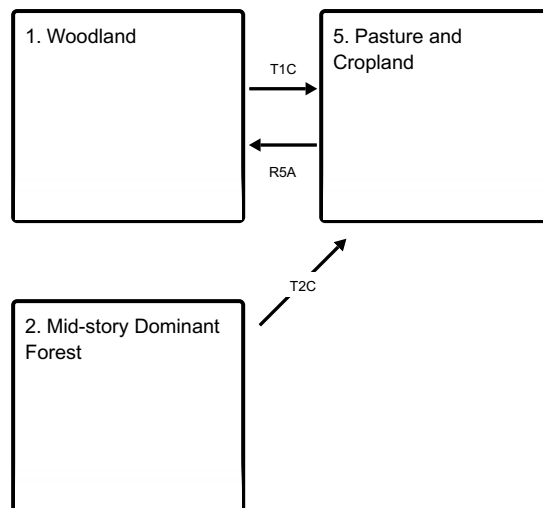 1. Woodland
5. Pasture and
Cropland
T1C
R5A
T2C
2. Mid-story Dominant
Forest